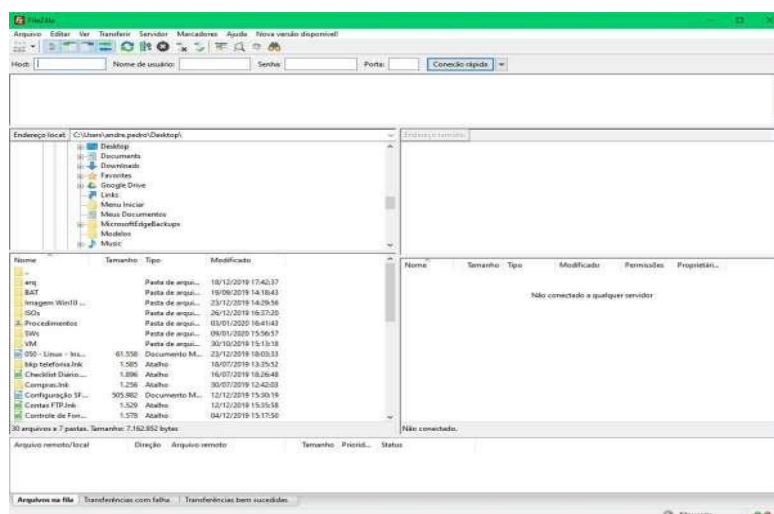 FileZilla
Arquivo Editar Ver Transferir Servidor Marcadores Ajuda Nova versão disponível!
Host: Nome de usuário: Senha: Porta: Conexão rápida
Endereço local: C:\Users\andre.pedro\Desktop\
Endereço remoto:
Desktop
Documents
Downloads
Favorites
Google Drive
Links
Menu Iniciar
Meus Documentos
MicrosoftEdgeBackups
Modelos
Music
Nome Tamanho Tipo Modificado
..
arq Pasta de arqui... 18/12/2019 17:42:37
BAT Pasta de arqui... 19/09/2019 14:18:43
Imagem Win10 ... Pasta de arqui... 23/12/2019 14:29:56
ISOs Pasta de arqui... 26/12/2019 16:37:20
Procedimentos Pasta de arqui... 03/01/2020 16:41:43
SWs Pasta de arqui... 09/01/2020 15:56:57
VM Pasta de arqui... 30/10/2019 15:13:18
050 - Linux - Ins... 61.558 Documento M... 23/12/2019 18:03:33
bkp telefonia.lnk 1.585 Atalho 18/07/2019 13:25:52
Checklist Diário.... 1.896 Atalho 16/07/2019 18:26:48
Compras.lnk 1.256 Atalho 30/07/2019 12:42:03
Configuração SF... 505.982 Documento M... 12/12/2019 15:30:19
Contas FTP.lnk 1.529 Atalho 12/12/2019 15:35:58
Controle de Fon... 1.578 Atalho 04/12/2019 15:17:50
30 arquivos e 7 pastas. Tamanho: 7.162.852 bytes
Nome Tamanho Tipo Modificado Permissões Proprietári...
Não conectado a qualquer servidor
Não conectado.
Arquivo remoto/local Direção Arquivo remoto Tamanho Priorid... Status
Arquivos na fila Transferências com falha Transferências bem sucedidas